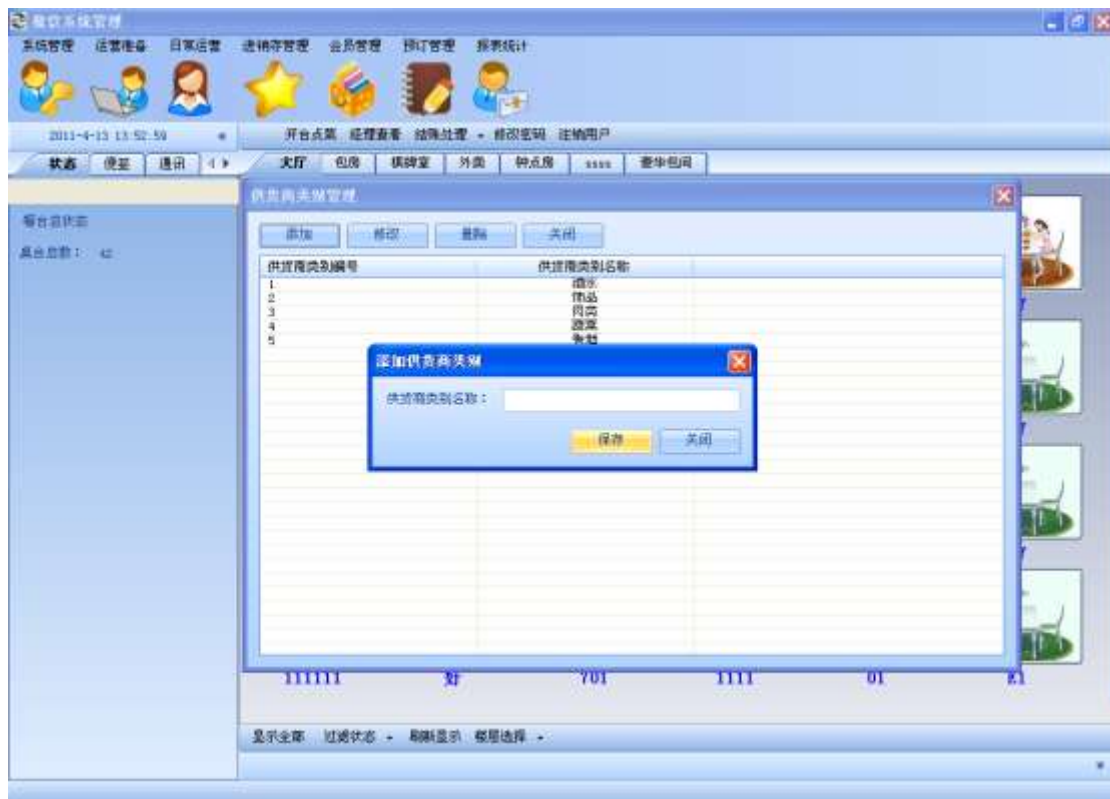 餐饮系统管理
系统管理 运营准备 日常运营 进销存管理 会员管理 预订管理 报表统计
2011-4-13 13:52:59 开台点菜 经理查看 结账处理 修改密码 注销用户
状态 便签 通讯 大厅 包房 棋牌室 外卖 钟点房 ssss 豪华包间
供货商类别管理
餐台总状态
桌台总数： 42
添加 修改 删除 关闭
供货商类别编号 供货商类别名称
1 酒水
2
3 肉类
4 蔬菜
5
添加供货商类别
供货商类别名称：
保存 关闭
111111 好 701 1111 01 K1
显示全部 过滤状态 刷新显示 楼层选择